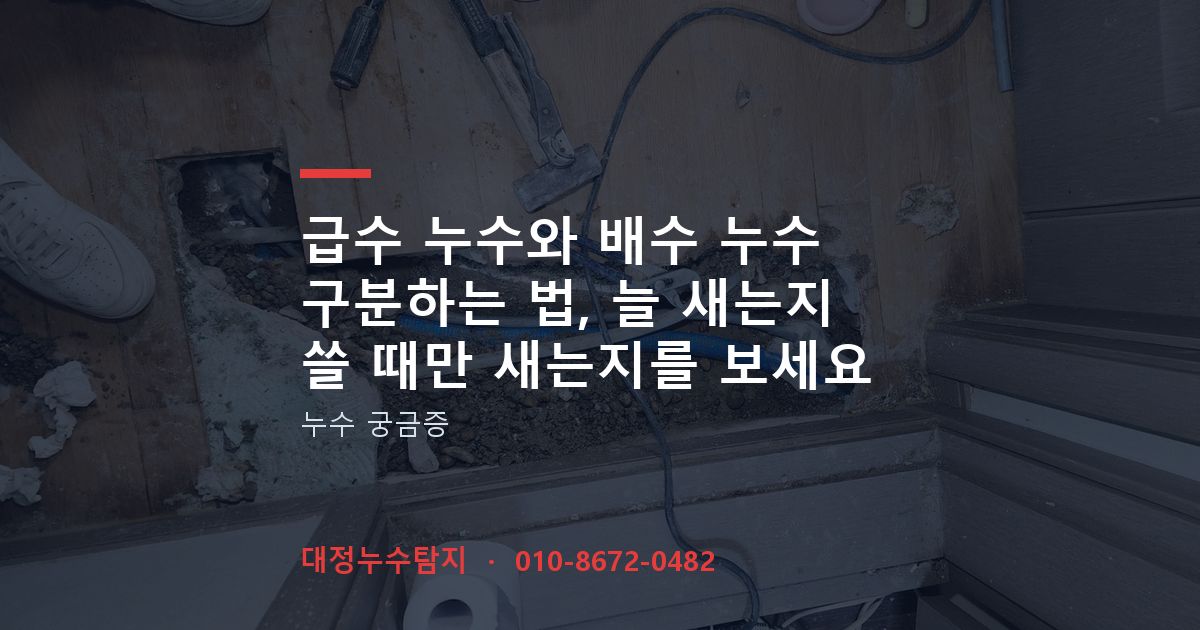 급수 누수와 배수 누수
구분하는 법, 늘 새는지
쓸 때만 새는지를 보세요
누수 궁금증
대정누수탐지 · 010-8672-0482